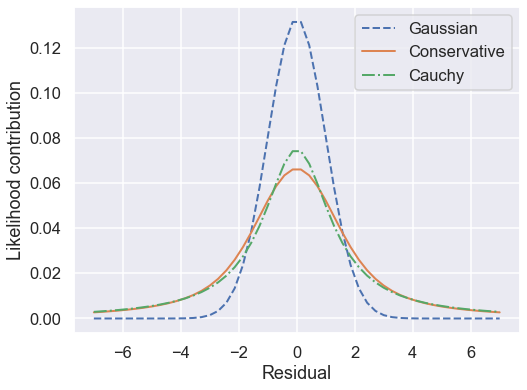 Gaussian
Conservative
Cauchy
0.12
0.10
0.08
0.06
0.04
0.02
0.00
Likelihood contribution
−6 −4 −2 0 2 4 6
Residual